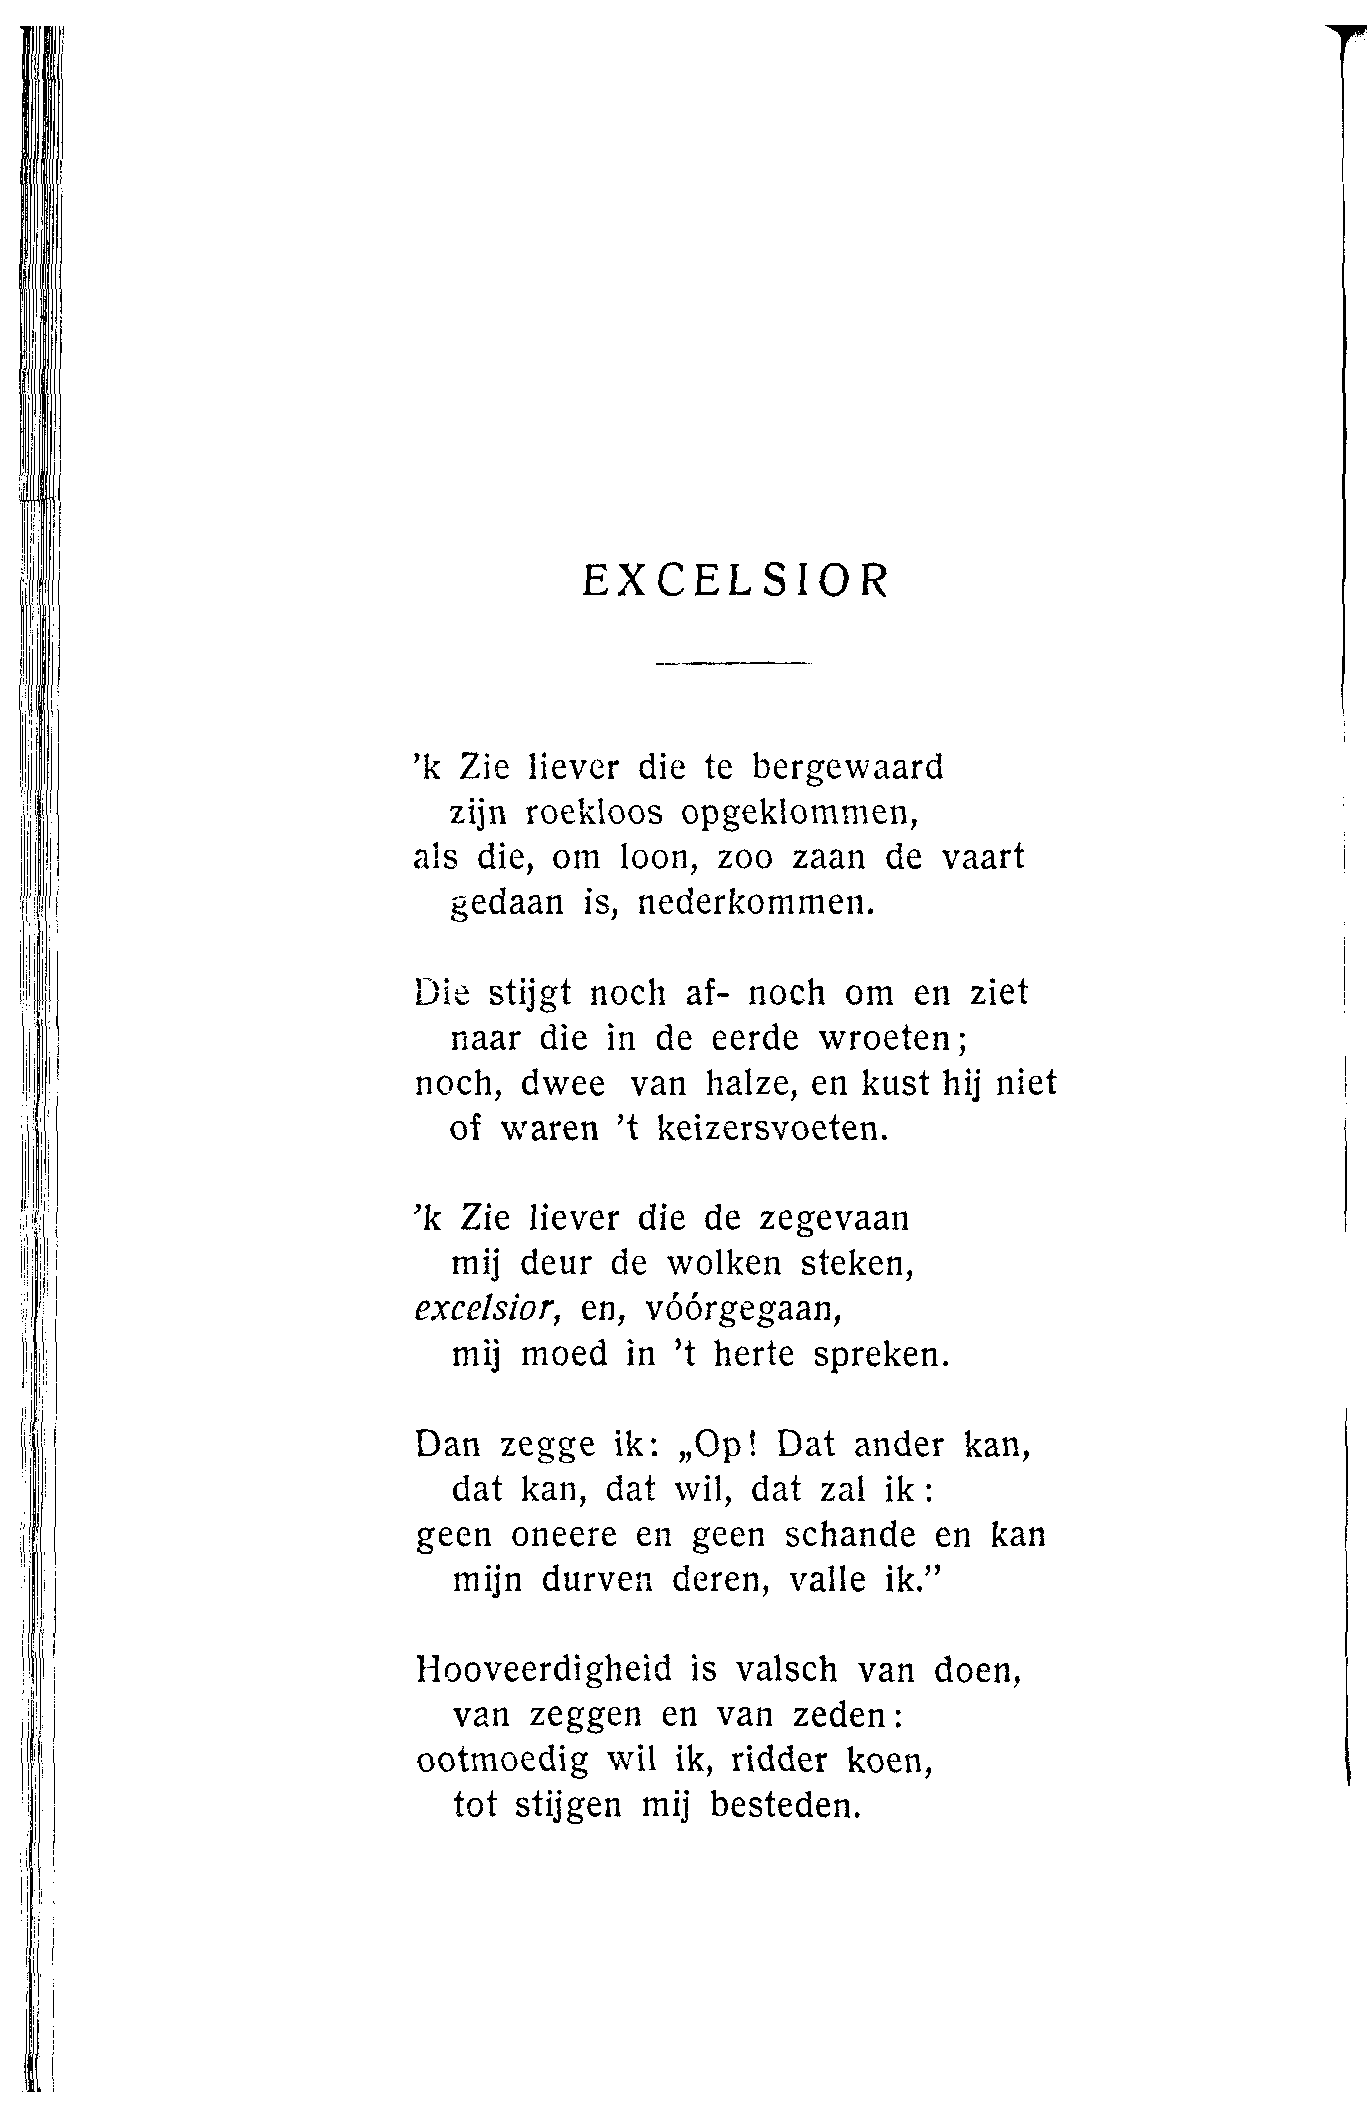 EXCELSIOR
’k Zie liever die te bergewaard
zijn roekloos opgeklommen,
als die, om loon, zoo zaan de vaart
gedaan is, nederkommen.
Die stijgt noch af- noch om en ziet
naar die in de eerde wroeten;
noch, dwee van halze, en kust hij niet
of waren ’t keizersvoeten.
’k Zie liever die de zegevaan
mij deur de wolken steken,
excelsior, en, vóórgegaan,
mij moed in ’t herte spreken.
Dan zegge ik: „Op! Dat ander kan,
dat kan, dat wil, dat zal ik:
geen oneere en geen schande en kan
mijn durven deren, valle ik.”
Hooveerdigheid is valsch van doen,
van zeggen en van zeden:
ootmoedig wil ik, ridder koen,
tot stijgen mij besteden.